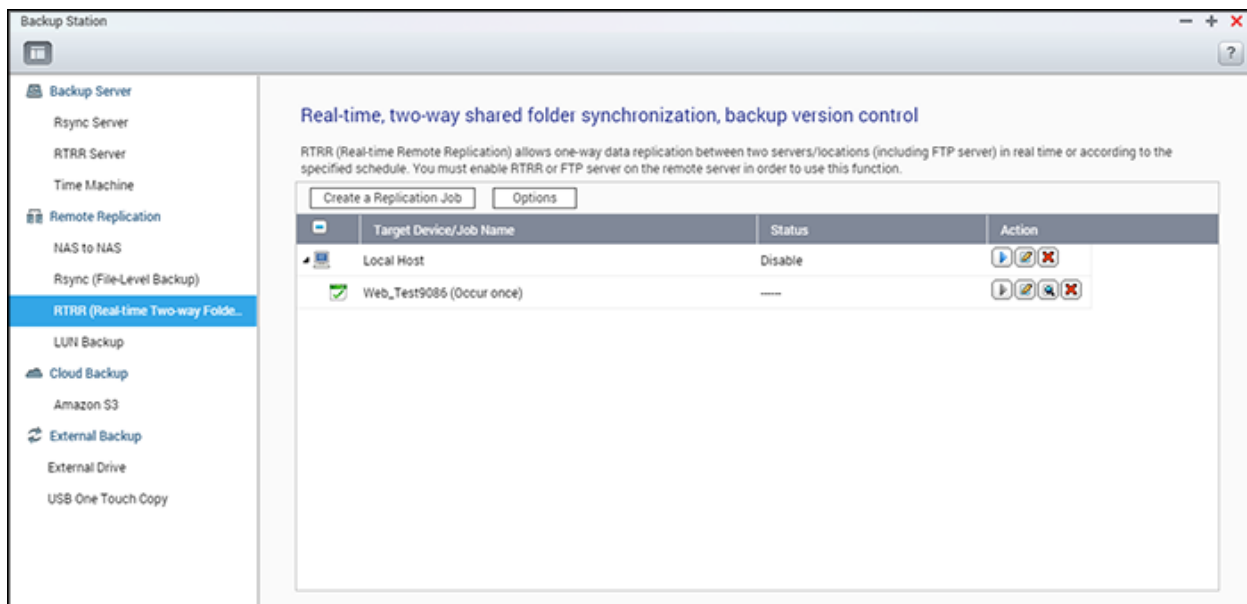 Backup Station
?
Backup Server
Rsync Server
RTRR Server
Time Machine
Remote Replication
NAS to NAS
Rsync (File-Level Backup)
RTRR (Real-time Two-way Folde...
LUN Backup
Cloud Backup
Amazon S3
External Backup
External Drive
USB One Touch Copy
Real-time, two-way shared folder synchronization, backup version control
RTRR (Real-time Remote Replication) allows one-way data replication between two servers/locations (including FTP server) in real time or according to the
specified schedule. You must enable RTRR or FTP server on the remote server in order to use this function.
Create a Replication Job Options
Target Device/Job Name Status Action
Local Host Disable
Web_Test9086 (Occur once) -----